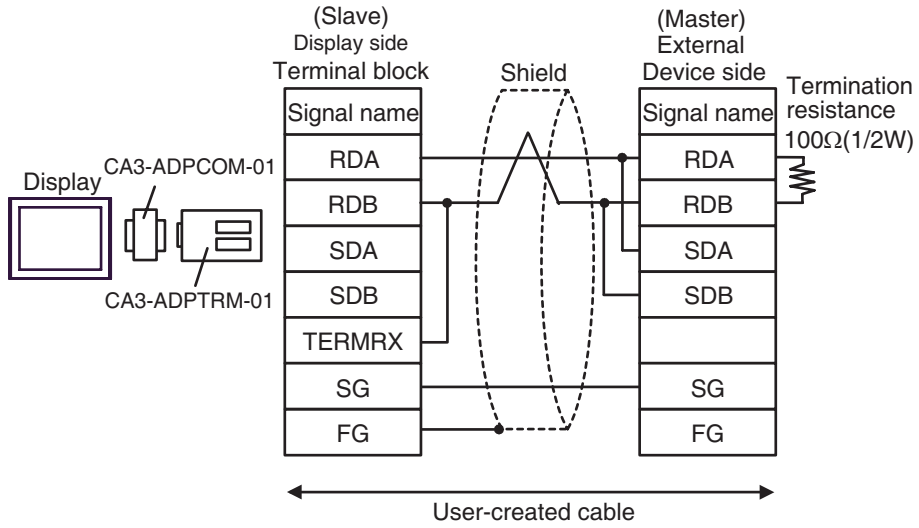 (Slave)
Display side
Terminal block
Shield
(Master)
External
Device side
Termination
resistance
100Ω(1/2W)
Display
CA3-ADPCOM-01
CA3-ADPTRM-01
Signal name
RDA
RDB
SDA
SDB
TERMRX
SG
FG
Signal name
RDA
RDB
SDA
SDB
SG
FG
User-created cable